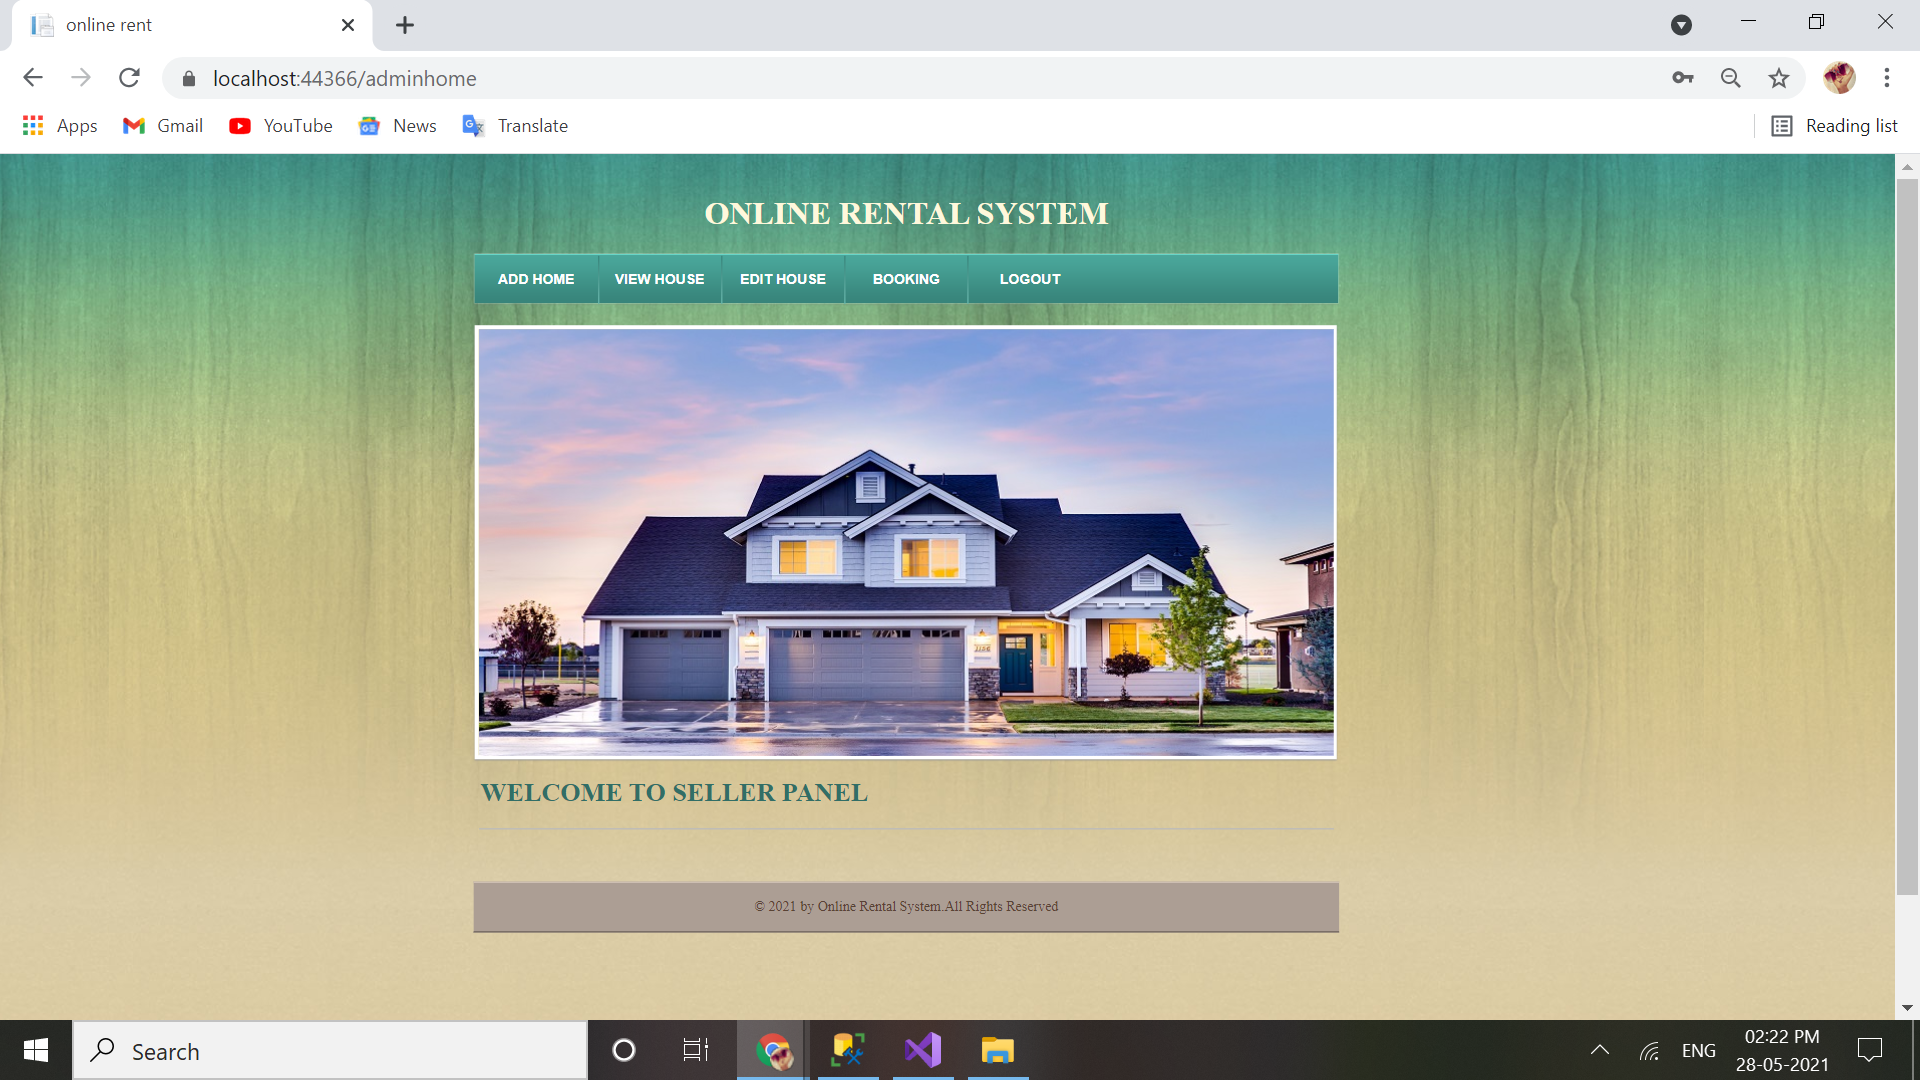 online rent
localhost:44366/adminhome
Apps Gmail YouTube News Translate Reading list
ONLINE RENTAL SYSTEM
ADD HOME VIEW HOUSE EDIT HOUSE BOOKING LOGOUT
WELCOME TO SELLER PANEL
© 2021 by Online Rental System.All Rights Reserved
Search
ENG
02:22 PM
28-05-2021